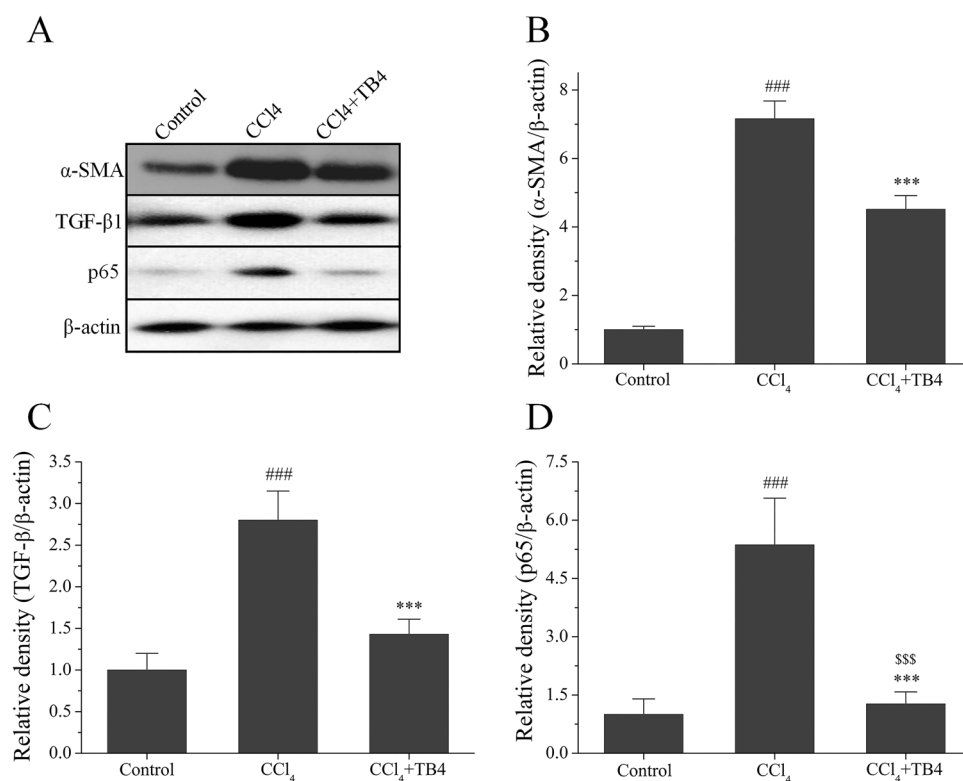 A
Control
CCl4
CCl4+TB4
α-SMA
TGF-β1
p65
β-actin
B
Relative density (α-SMA/β-actin)
8
6
4
2
0
###
***
Control
CCl4
CCl4+TB4
C
Relative density (TGF-β/β-actin)
3.5
3.0
2.5
2.0
1.5
1.0
0.5
0.0
###
***
Control
CCl4
CCl4+TB4
D
Relative density (p65/β-actin)
7.5
6.0
4.5
3.0
1.5
0.0
###
$$$
***
Control
CCl4
CCl4+TB4